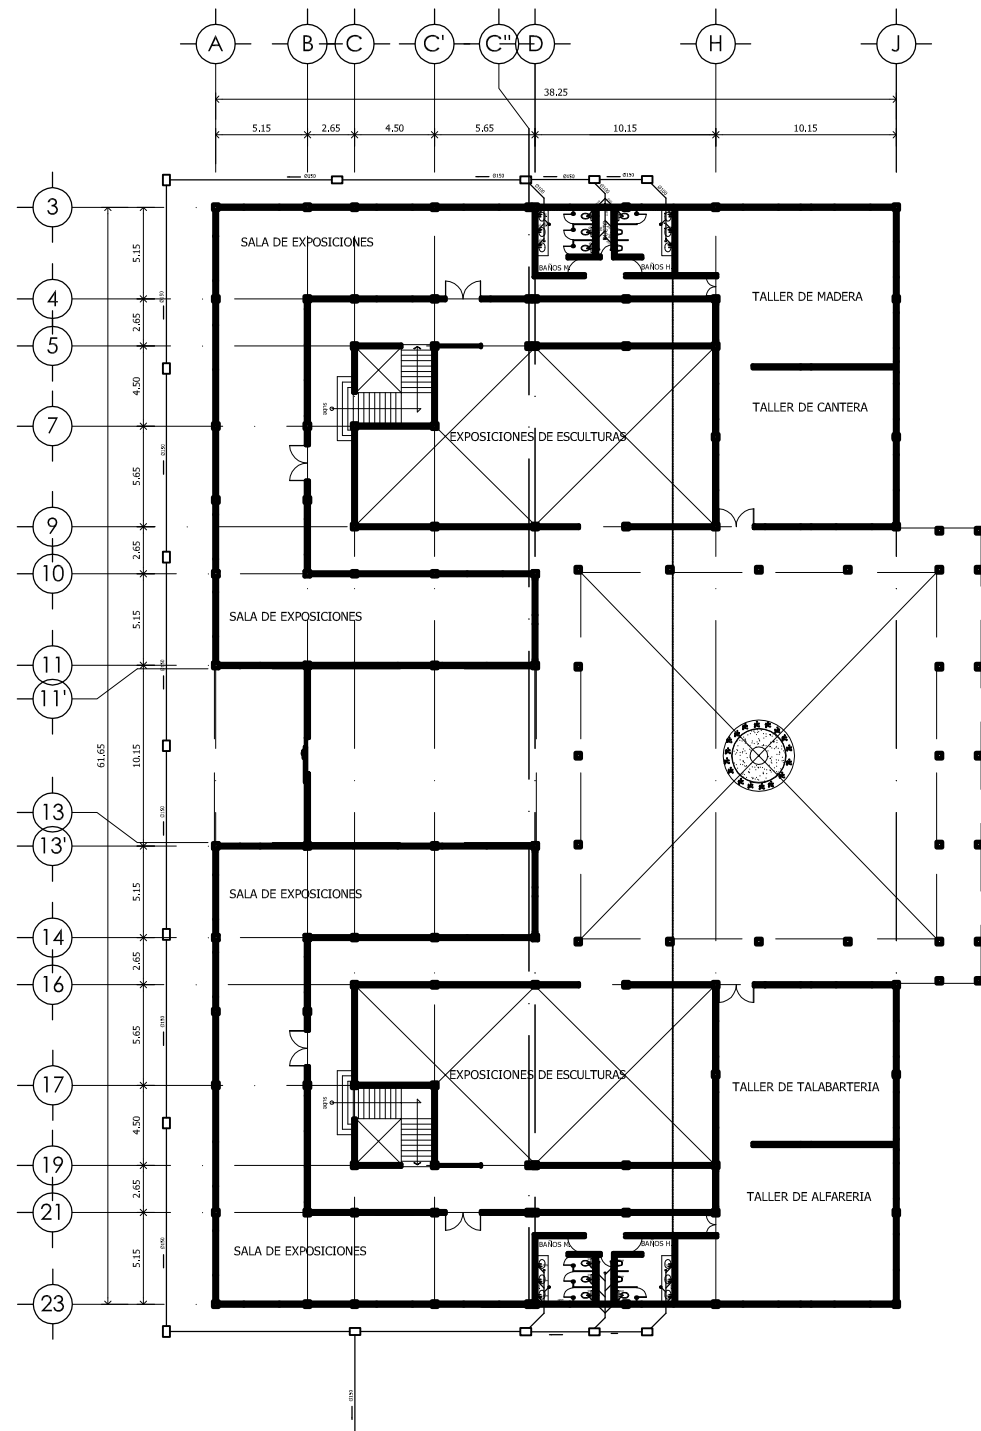 A B C C' C'' D H J
38.25
5.15 2.65 4.50 5.65 10.15 10.15
3
4
5
7
9
10
11
11'
13
13'
14
16
17
19
21
23
61.65
5.15
2.65
4.50
5.65
2.65
5.15
10.15
5.15
2.65
5.65
4.50
2.65
5.15
SALA DE EXPOSICIONES
BAÑOS M.
BAÑOS H.
TALLER DE MADERA
TALLER DE CANTERA
EXPOSICIONES DE ESCULTURAS
SALA DE EXPOSICIONES
SALA DE EXPOSICIONES
EXPOSICIONES DE ESCULTURAS
TALLER DE TALABARTERIA
TALLER DE ALFARERIA
SALA DE EXPOSICIONES
BAÑOS M.
BAÑOS H.